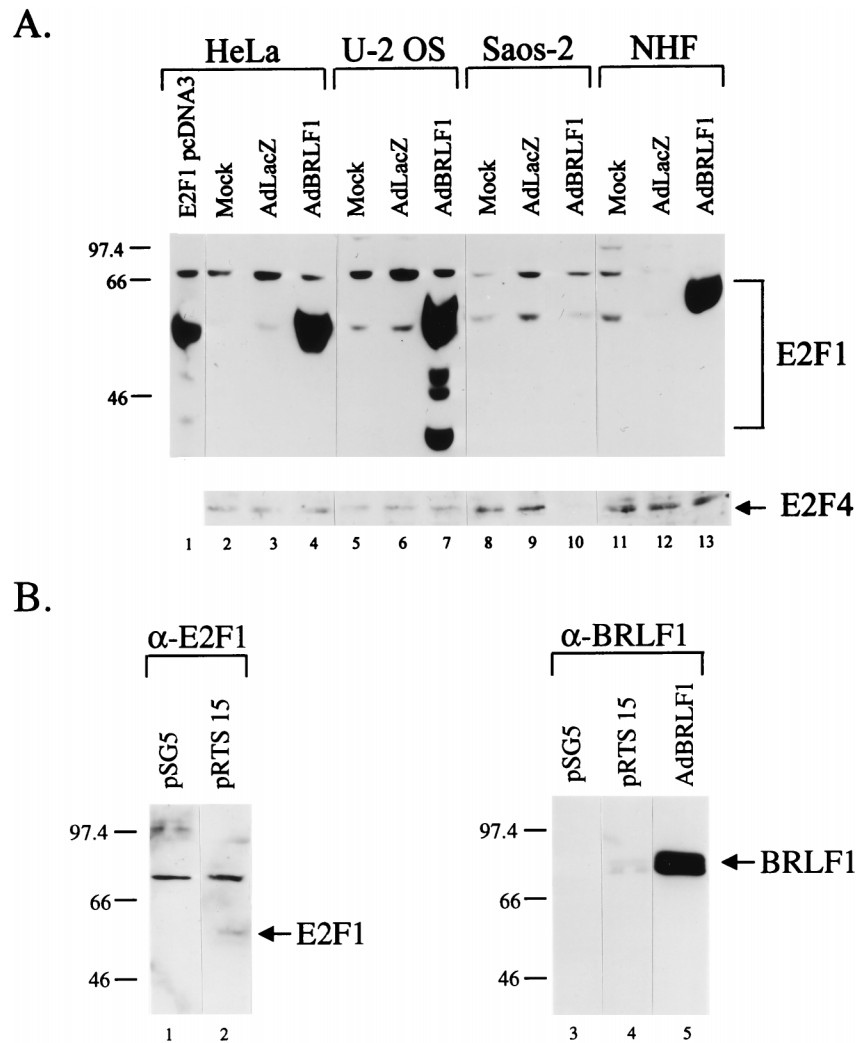 A.
HeLa U-2 OS Saos-2 NHF
E2F1 pcDNA3 Mock AdLacZ AdBRLF1 Mock AdLacZ AdBRLF1 Mock AdLacZ AdBRLF1 Mock AdLacZ AdBRLF1
97.4
66
E2F1
46
E2F4
1 2 3 4 5 6 7 8 9 10 11 12 13
B.
α-E2F1 α-BRLF1
pSG5 pRTS 15 pSG5 pRTS 15 AdBRLF1
97.4 97.4
BRLF1
66 66
E2F1
46 46
1 2 3 4 5